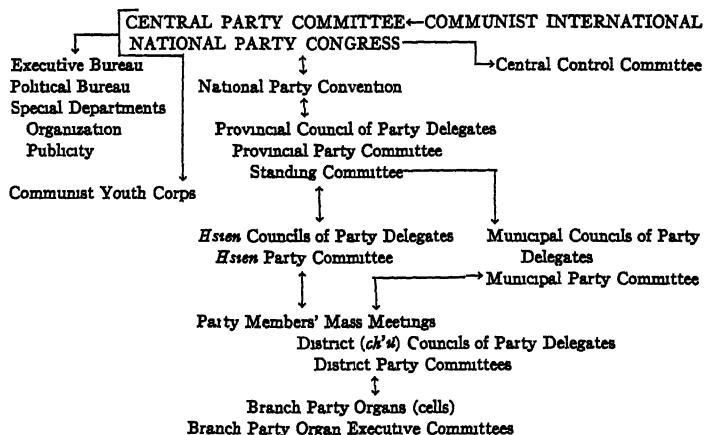 CENTRAL PARTY COMMITTEE←COMMUNIST INTERNATIONAL
NATIONAL PARTY CONGRESS
Executive Bureau
Political Bureau
Special Departments
Organization
Publicity
Communist Youth Corps
Central Control Committee
National Party Convention
Provincial Council of Party Delegates
Provincial Party Committee
Standing Committee
Hsien Councils of Party Delegates
Hsien Party Committee
Municipal Councils of Party
Delegates
Municipal Party Committee
Party Members' Mass Meetings
District (ch'ü) Councils of Party Delegates
District Party Committees
Branch Party Organs (cells)
Branch Party Organ Executive Committees